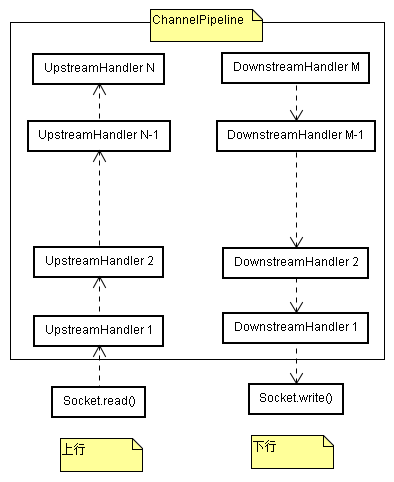 ChannelPipeline
UpstreamHandler N
DownstreamHandler M
UpstreamHandler N-1
DownstreamHandler M-1
UpstreamHandler 2
DownstreamHandler 2
UpstreamHandler 1
DownstreamHandler 1
Socket.read()
Socket.write()
上行
下行